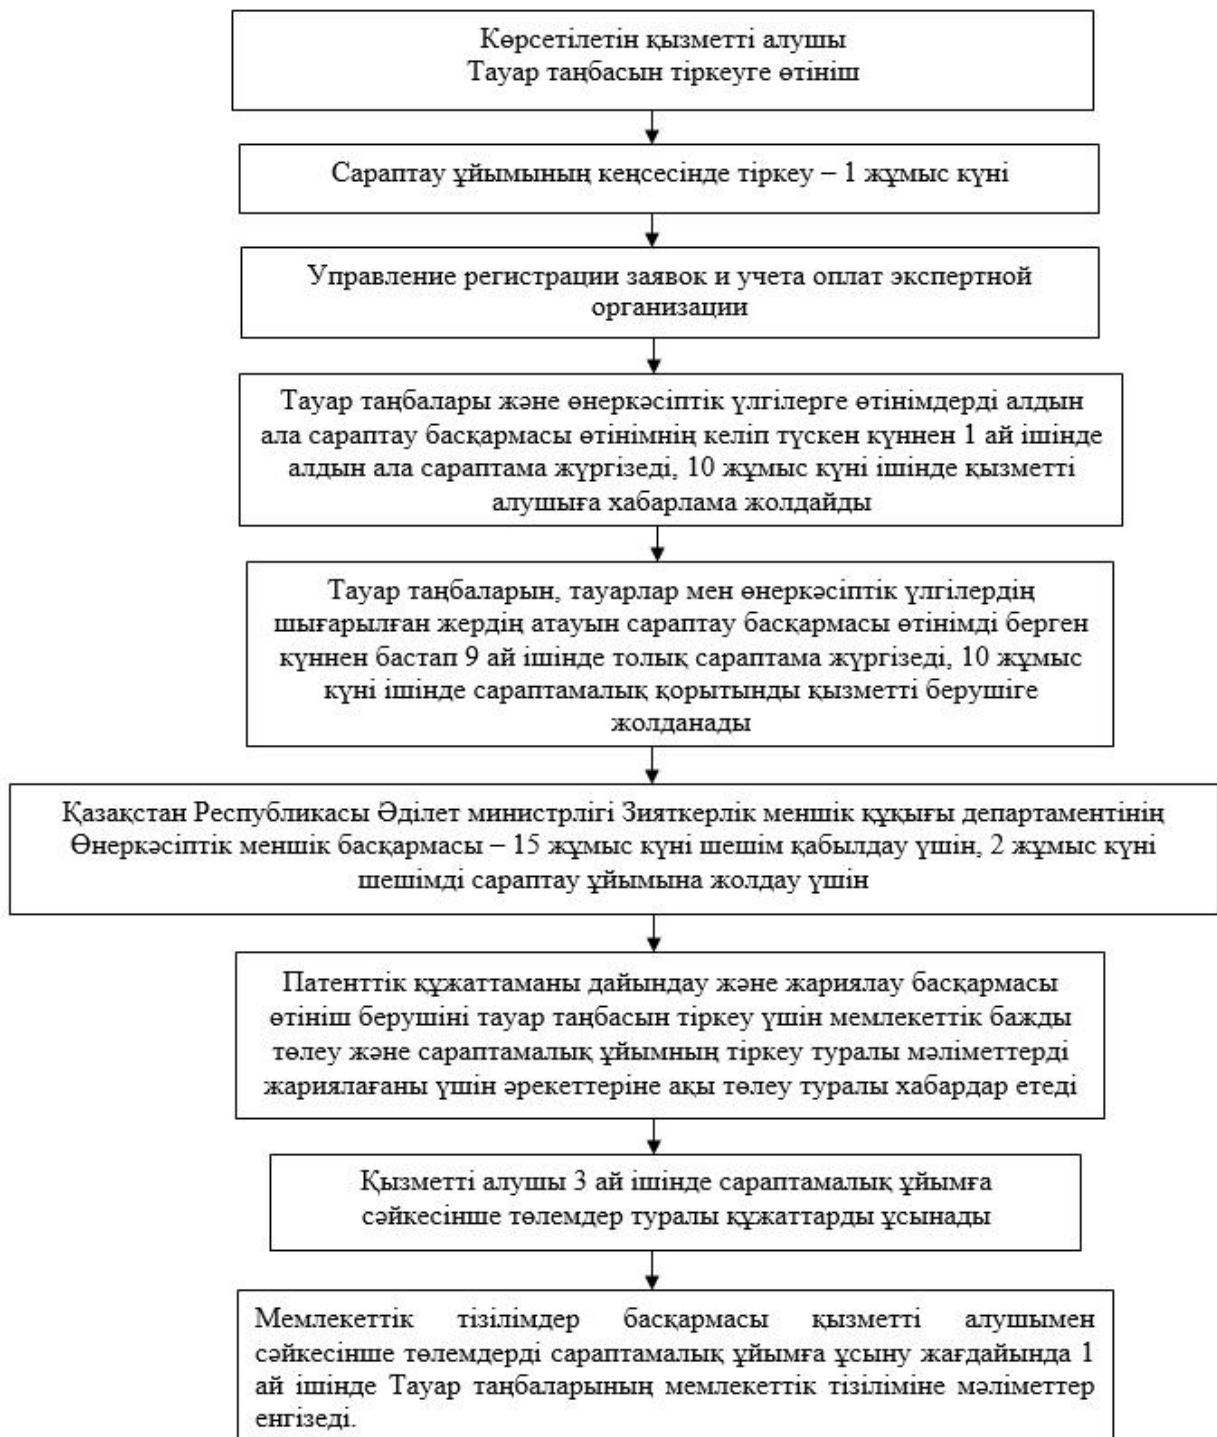 Көрсетілетін қызметті алушы
Тауар таңбасын тіркеуге өтініш
Сараптау ұйымының кеңсесінде тіркеу – 1 жұмыс күні
Управление регистрации заявок и учета оплат экспертной
организации
Тауар таңбалары және өнеркәсіптік үлгілерге өтінімдерді алдын
ала сараптау басқармасы өтінімнің келіп түскен күннен 1 ай ішінде
алдын ала сараптама жүргізеді, 10 жұмыс күні ішінде қызметті
алушыға хабарлама жолдайды
Тауар таңбаларын, тауарлар мен өнеркәсіптік үлгілердің
шығарылған жердің атауын сараптау басқармасы өтінімді берген
күннен бастап 9 ай ішінде толық сараптама жүргізеді, 10 жұмыс
күні ішінде сараптамалық қорытынды қызметті берушіге
жолданады
Қазақстан Республикасы Әділет министрлігі Зияткерлік меншік құқығы департаментінің
Өнеркәсіптік меншік басқармасы – 15 жұмыс күні шешім қабылдау үшін, 2 жұмыс күні
шешімді сараптау ұйымына жолдау үшін
Патенттік құжаттаманы дайындау және жариялау басқармасы
өтініш берушіні тауар таңбасын тіркеу үшін мемлекеттік бажды
төлеу және сараптамалық ұйымның тіркеу туралы мәліметтерді
жариялағаны үшін әрекеттеріне ақы төлеу туралы хабардар етеді
Қызметті алушы 3 ай ішінде сараптамалық ұйымға
сәйкесінше төлемдер туралы құжаттарды ұсынады
Мемлекеттік тізілімдер басқармасы қызметті алушымен
сәйкесінше төлемдерді сараптамалық ұйымға ұсыну жағдайында 1
ай ішінде Тауар таңбаларының мемлекеттік тізіліміне мәліметтер
енгізеді.